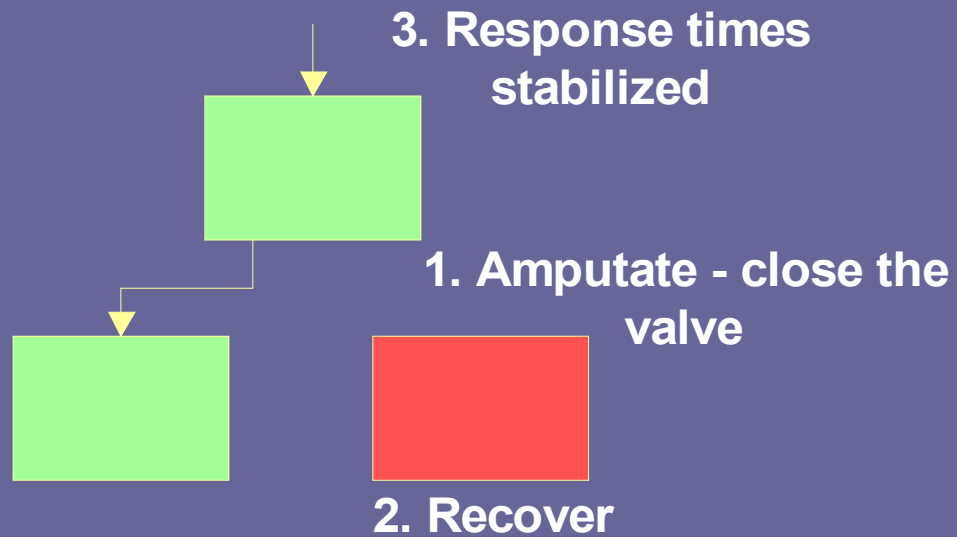 3. Response times
stabilized
1. Amputate - close the
valve
2. Recover